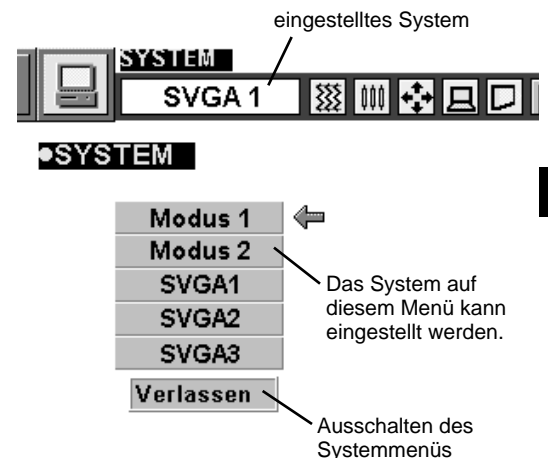 eingestelltes System
SYSTEM
SVGA 1
●SYSTEM
Modus 1
Modus 2
SVGA1
SVGA2
SVGA3
Verlassen
Das System auf
diesem Menü kann
eingestellt werden.
Ausschalten des
Systemmenüs